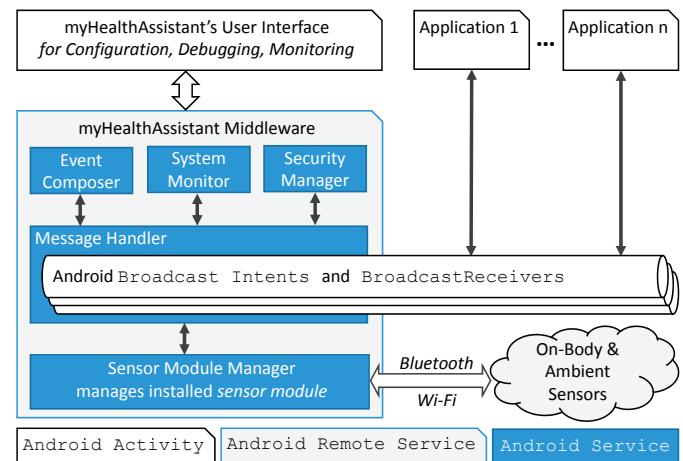 myHealthAssistant's User Interface
for Configuration, Debugging, Monitoring
Application 1
...
Application n
myHealthAssistant Middleware
Event
Composer
System
Monitor
Security
Manager
Message Handler
Android Broadcast Intents and BroadcastReceivers
Sensor Module Manager
manages installed sensor module
Bluetooth
Wi-Fi
On-Body &
Ambient
Sensors
Android Activity
Android Remote Service
Android Service